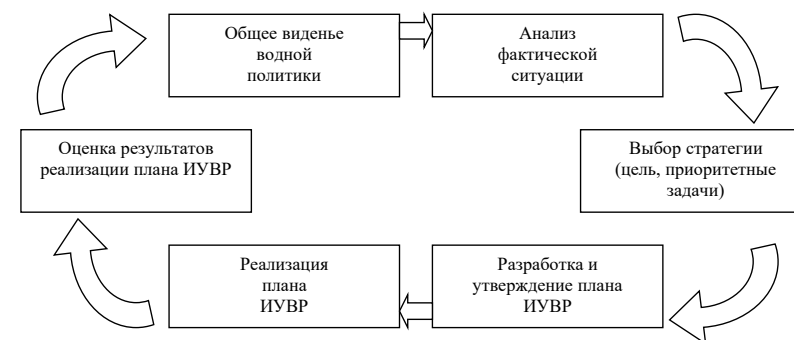 Общее виденье
водной
политики
Анализ
фактической
ситуации
Выбор стратегии
(цель, приоритетные
задачи)
Разработка и
утверждение плана
ИУВР
Реализация
плана
ИУВР
Оценка результатов
реализации плана ИУВР